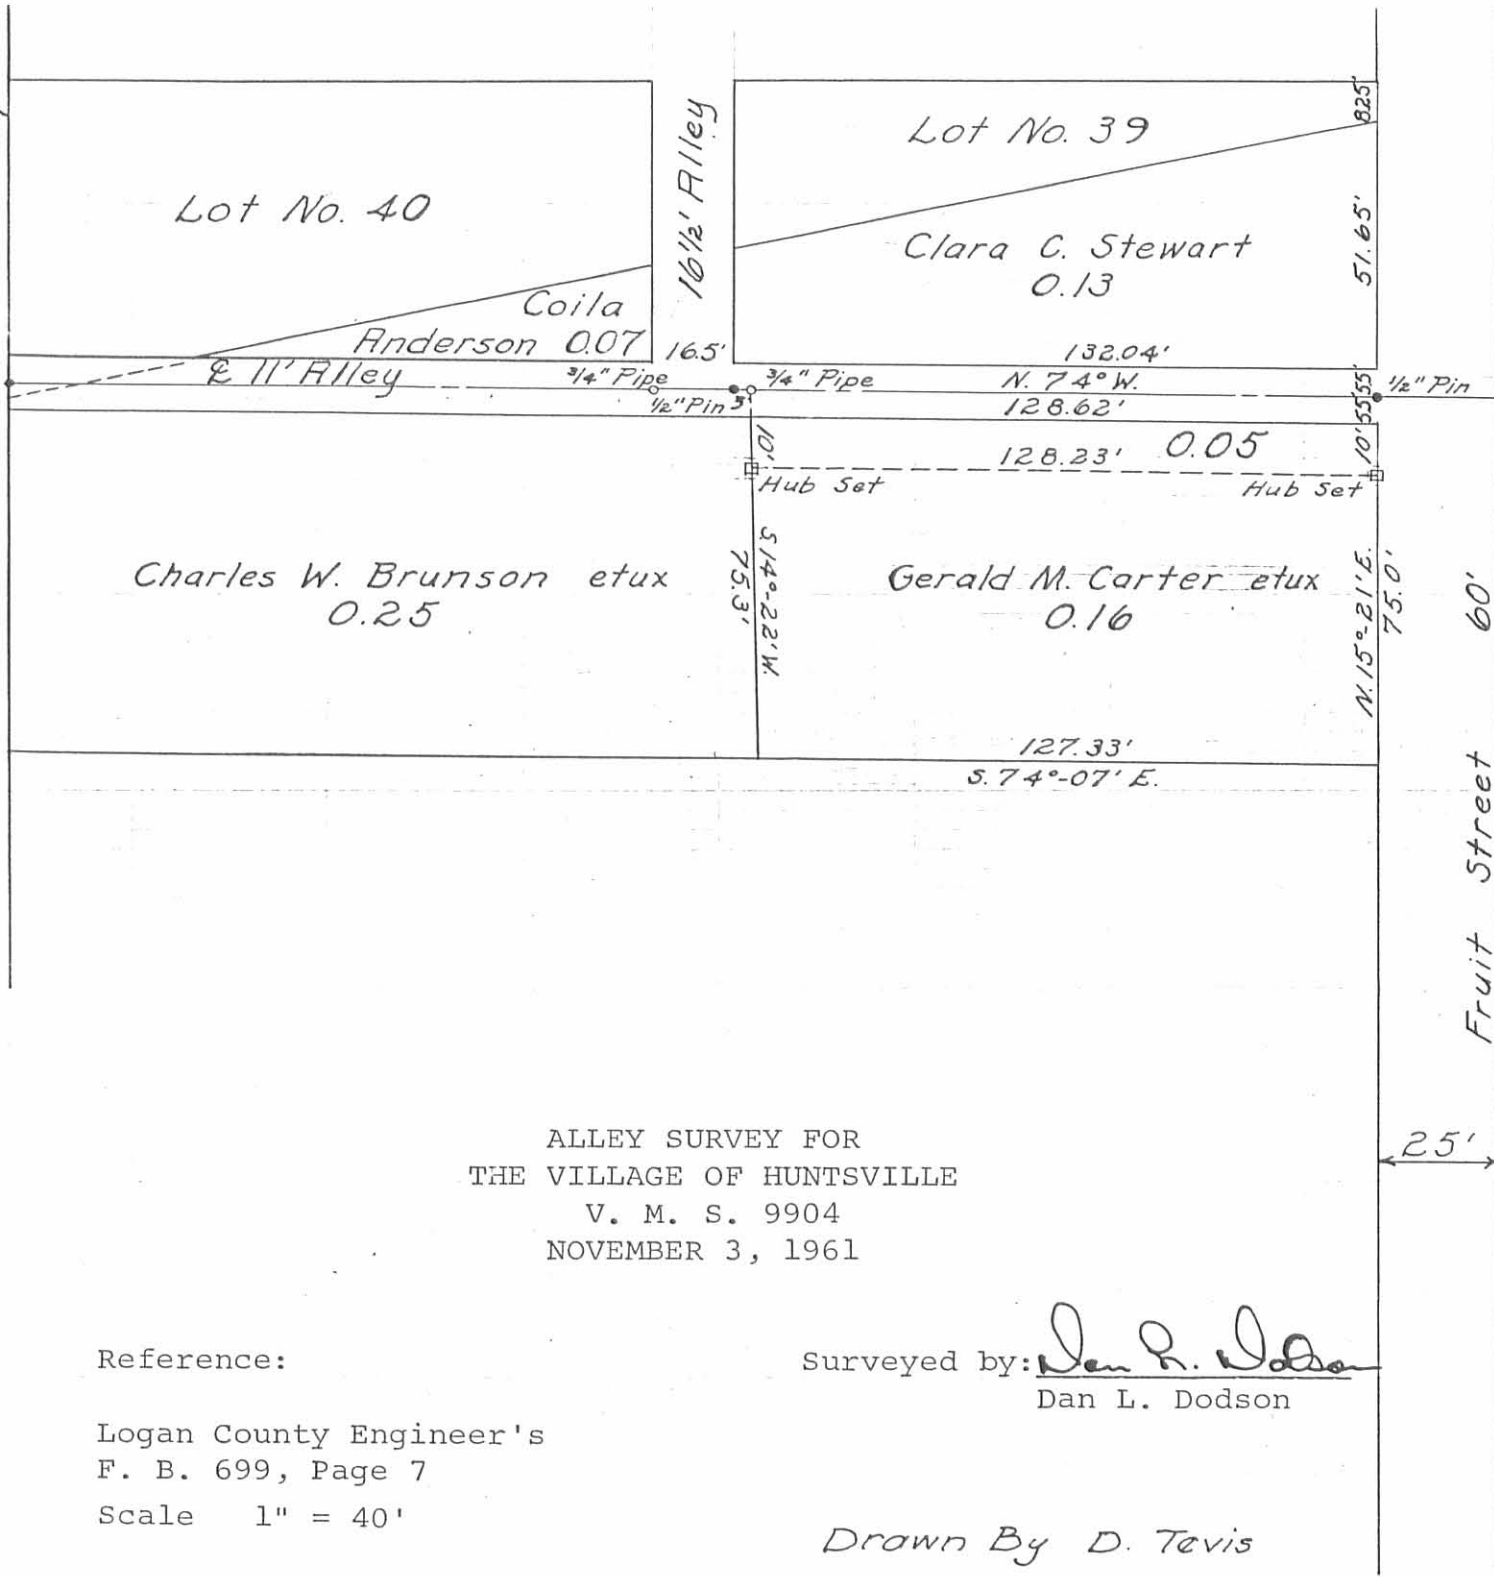 Lot No. 39
825'
16½' Alley
Lot No. 40
Clara C. Stewart
0.13
51.65'
Coila
Anderson 0.07
16.5'
132.04'
℄ 11' Alley
¾" Pipe
¾" Pipe
N. 74° W.
½" Pin
½" Pin
5'
128.62'
5.5'
5.5'
10'
10'
128.23'
0.05
Hub Set
Hub Set
Charles W. Brunson etux
0.25
S 14°-22' W.
75.3'
Gerald M. Carter etux
0.16
N. 15°-21' E.
75.0'
60'
127.33'
S. 74°-07' E.
Fruit Street
25'
ALLEY SURVEY FOR
THE VILLAGE OF HUNTSVILLE
V. M. S. 9904
NOVEMBER 3, 1961
Reference:
Surveyed by: Dan L. Dodson
Dan L. Dodson
Logan County Engineer's
F. B. 699, Page 7
Scale 1" = 40'
Drawn By D. Tevis